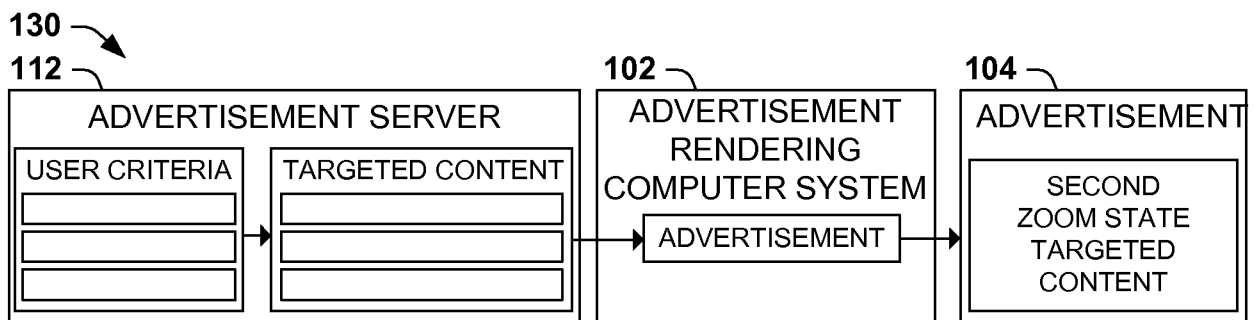 130
112
ADVERTISEMENT SERVER
USER CRITERIA
TARGETED CONTENT
102
ADVERTISEMENT
RENDERING
COMPUTER SYSTEM
ADVERTISEMENT
104
ADVERTISEMENT
SECOND
ZOOM STATE
TARGETED
CONTENT